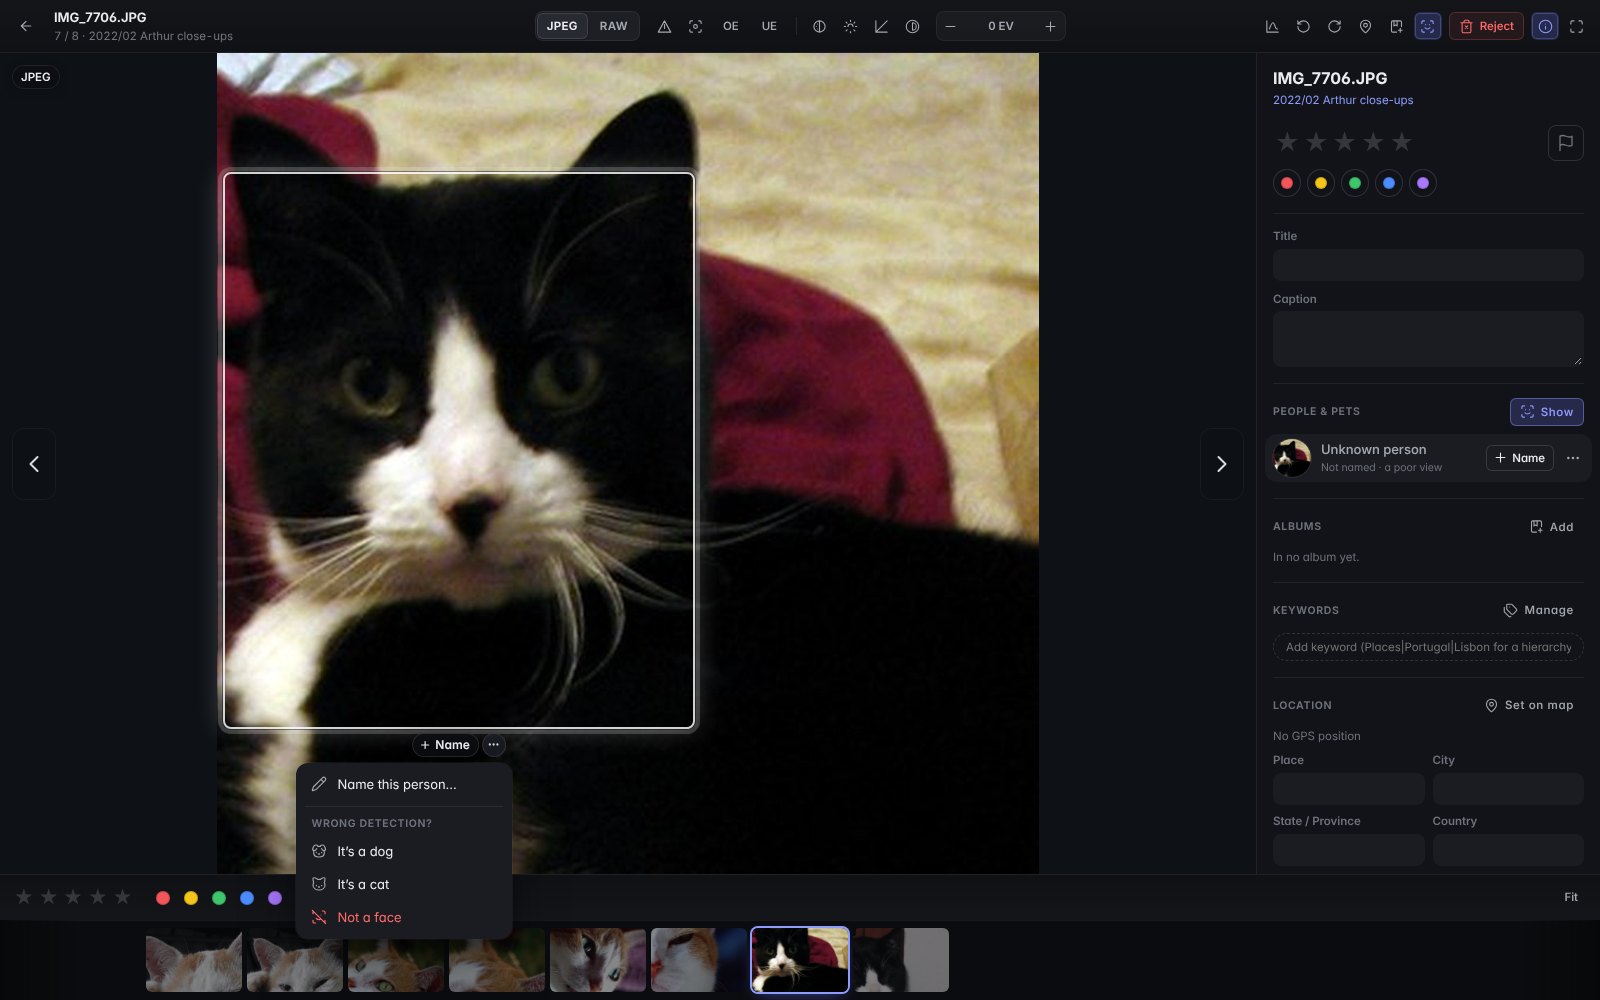 IMG_7706.JPG
7 / 8 · 2022/02 Arthur close-ups
JPEG RAW OE UE 0 EV Reject
JPEG
IMG_7706.JPG
2022/02 Arthur close-ups
Title
Caption
PEOPLE & PETS Show
Unknown person
Not named · a poor view
+ Name
ALBUMS Add
In no album yet.
KEYWORDS Manage
Add keyword (Places|Portugal|Lisbon for a hierarchy
LOCATION Set on map
No GPS position
Place City
State / Province Country
+ Name
Name this person...
WRONG DETECTION?
It's a dog
It's a cat
Not a face
Fit